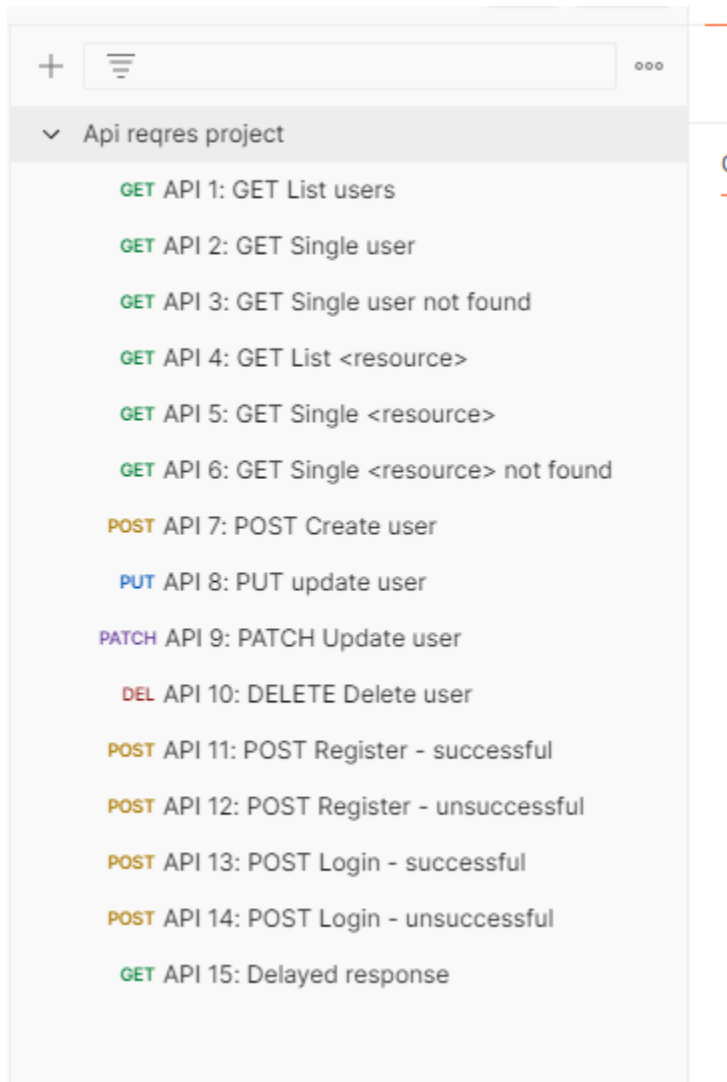 Api reqres project
GET API 1: GET List users
GET API 2: GET Single user
GET API 3: GET Single user not found
GET API 4: GET List <resource>
GET API 5: GET Single <resource>
GET API 6: GET Single <resource> not found
POST API 7: POST Create user
PUT API 8: PUT update user
PATCH API 9: PATCH Update user
DEL API 10: DELETE Delete user
POST API 11: POST Register - successful
POST API 12: POST Register - unsuccessful
POST API 13: POST Login - successful
POST API 14: POST Login - unsuccessful
GET API 15: Delayed response